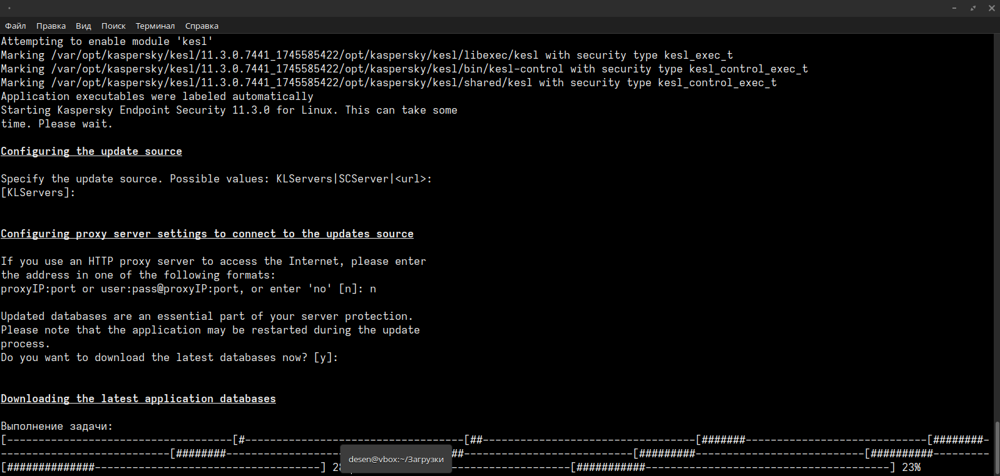 Файл Правка Вид Поиск Терминал Справка
Attempting to enable module 'kesl'
Marking /var/opt/kaspersky/kesl/11.3.0.7441_1745585422/opt/kaspersky/kesl/libexec/kesl with security type kesl_exec_t
Marking /var/opt/kaspersky/kesl/11.3.0.7441_1745585422/opt/kaspersky/kesl/bin/kesl-control with security type kesl_control_exec_t
Marking /var/opt/kaspersky/kesl/11.3.0.7441_1745585422/opt/kaspersky/kesl/shared/kesl with security type kesl_control_exec_t
Application executables were labeled automatically
Starting Kaspersky Endpoint Security 11.3.0 for Linux. This can take some
time. Please wait.
Configuring the update source
Specify the update source. Possible values: KLServers|SCServer|<url>:
[KLServers]:
Configuring proxy server settings to connect to the updates source
If you use an HTTP proxy server to access the Internet, please enter
the address in one of the following formats:
proxyIP:port or user:pass@proxyIP:port, or enter 'no' [n]: n
Updated databases are an essential part of your server protection.
Please note that the application may be restarted during the update
process.
Do you want to download the latest databases now? [y]:
Downloading the latest application databases
Выполнение задачи:
[------------------------------------[#-----------------------------------[##----------------------------------[#######-----------------------------[########-
--------------------------[########------------------ ##---------------------------[#########---------------------------[##########---------
[##############------------------------------------] ------------------[###########---------------------------------------] 23%
desen@vbox:~/Загрузки